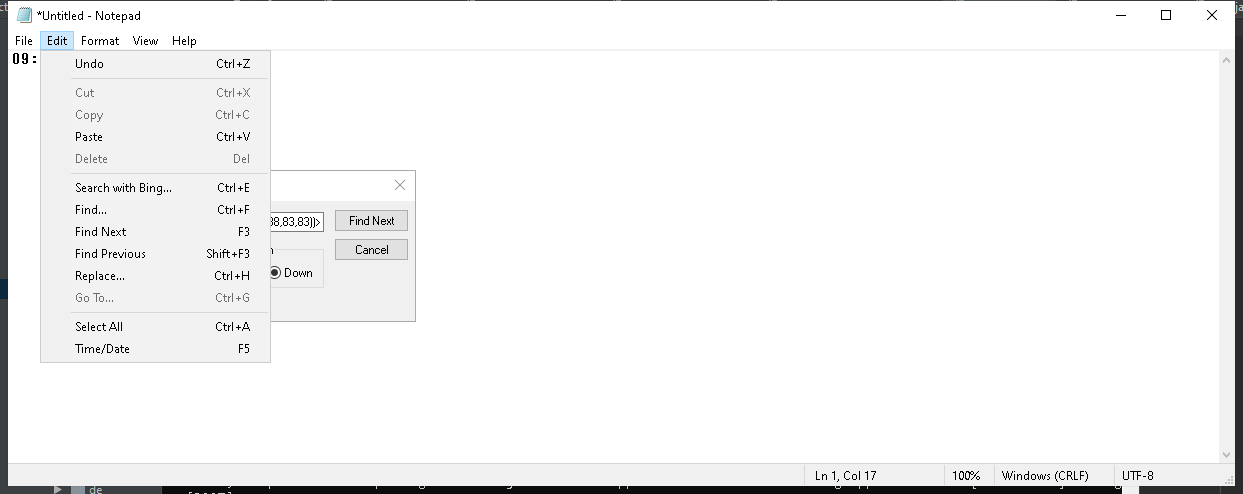 *Untitled - Notepad
File Edit Format View Help
09:
Undo Ctrl+Z
Cut Ctrl+X
Copy Ctrl+C
Paste Ctrl+V
Delete Del
Search with Bing... Ctrl+E
Find... Ctrl+F
Find Next F3
Find Previous Shift+F3
Replace... Ctrl+H
Go To... Ctrl+G
Select All Ctrl+A
Time/Date F5
88,83,83))> Find Next
Cancel
Down
Ln 1, Col 17 100% Windows (CRLF) UTF-8
de